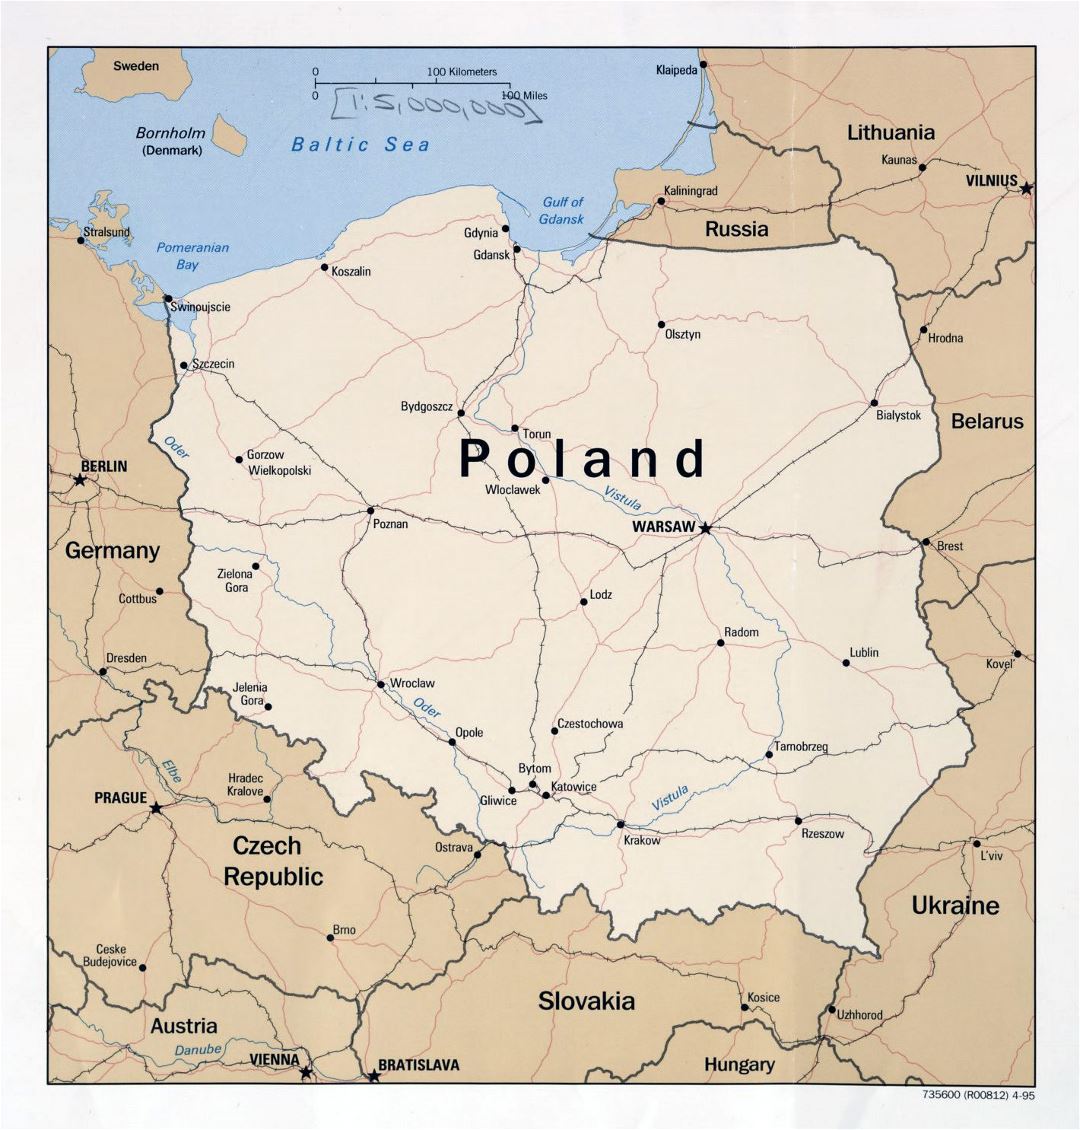 Sweden
0
100 Kilometers
0
100 Miles
[1:5,000,000]
Klaipeda
Bornholm
(Denmark)
Baltic Sea
Lithuania
Kaunas
VILNIUS
Kaliningrad
Gulf of
Gdansk
Russia
Stralsund
Gdynia
Gdansk
Pomeranian
Bay
Koszalin
Swinoujscie
Olsztyn
Hrodna
Szczecin
Bydgoszcz
Bialystok
Belarus
Torun
Oder
Gorzow
Wielkopolski
Poland
BERLIN
Wloclawek
Vistula
Poznan
WARSAW
Germany
Brest
Zielona
Gora
Cottbus
Lodz
Radom
Lublin
Dresden
Kovel'
Wroclaw
Jelenia
Gora
Oder
Czestochowa
Opole
Tarnobrzeg
Elbe
Hradec
Kralove
Bytom
Katowice
Gliwice
PRAGUE
Vistula
Krakow
Rzeszow
Czech
Republic
Ostrava
L'viv
Ukraine
Brno
Ceske
Budejovice
Slovakia
Kosice
Uzhhorod
Austria
Danube
VIENNA
BRATISLAVA
Hungary
735600 (R00812) 4-95